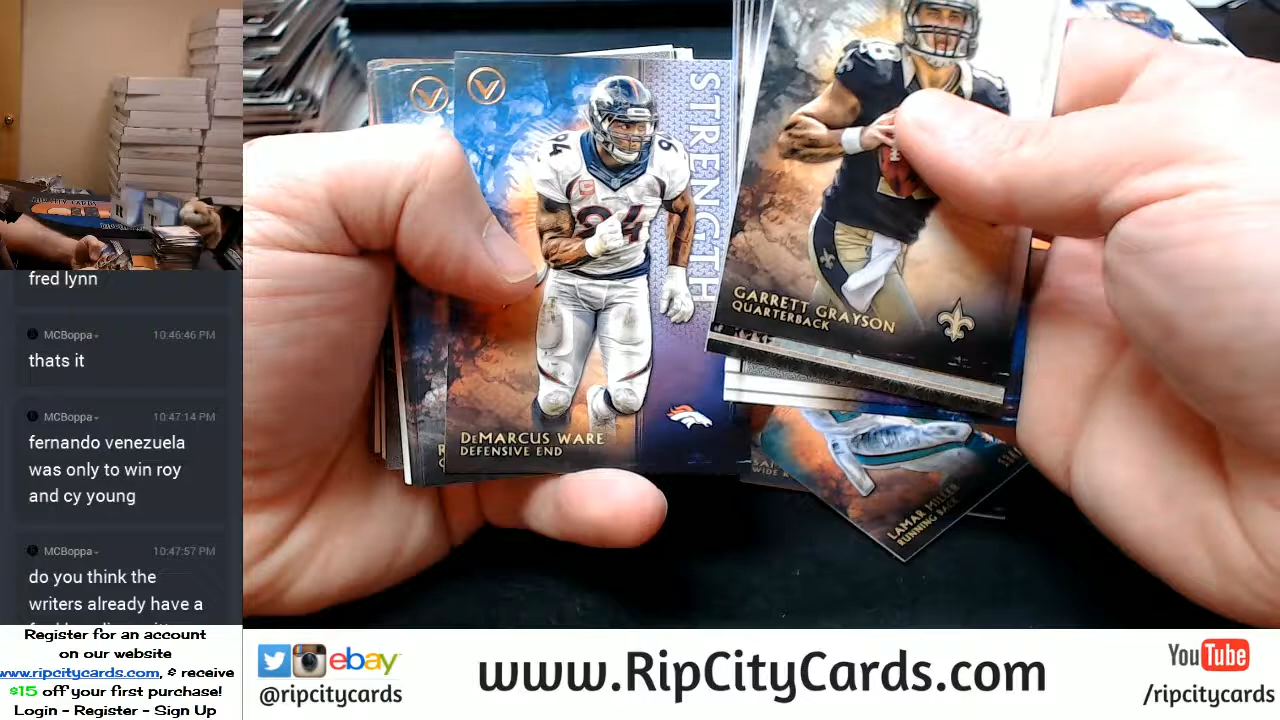 fred lynn
MCBoppa 10:46:46 PM
thats it
MCBoppa 10:47:14 PM
fernando venezuela
was only to win roy
and cy young
MCBoppa 10:47:57 PM
do you think the
writers already have a
Register for an account
on our website
www.ripcitycards.com, & receive
$15 off your first purchase!
Login - Register - Sign Up
STRENGTH
94
DeMARCUS WARE
DEFENSIVE END
GARRETT GRAYSON
QUARTERBACK
LAMAR MILLER
RUNNING BACK
ebay
@ripcitycards
www.RipCityCards.com
YouTube
/ripcitycards